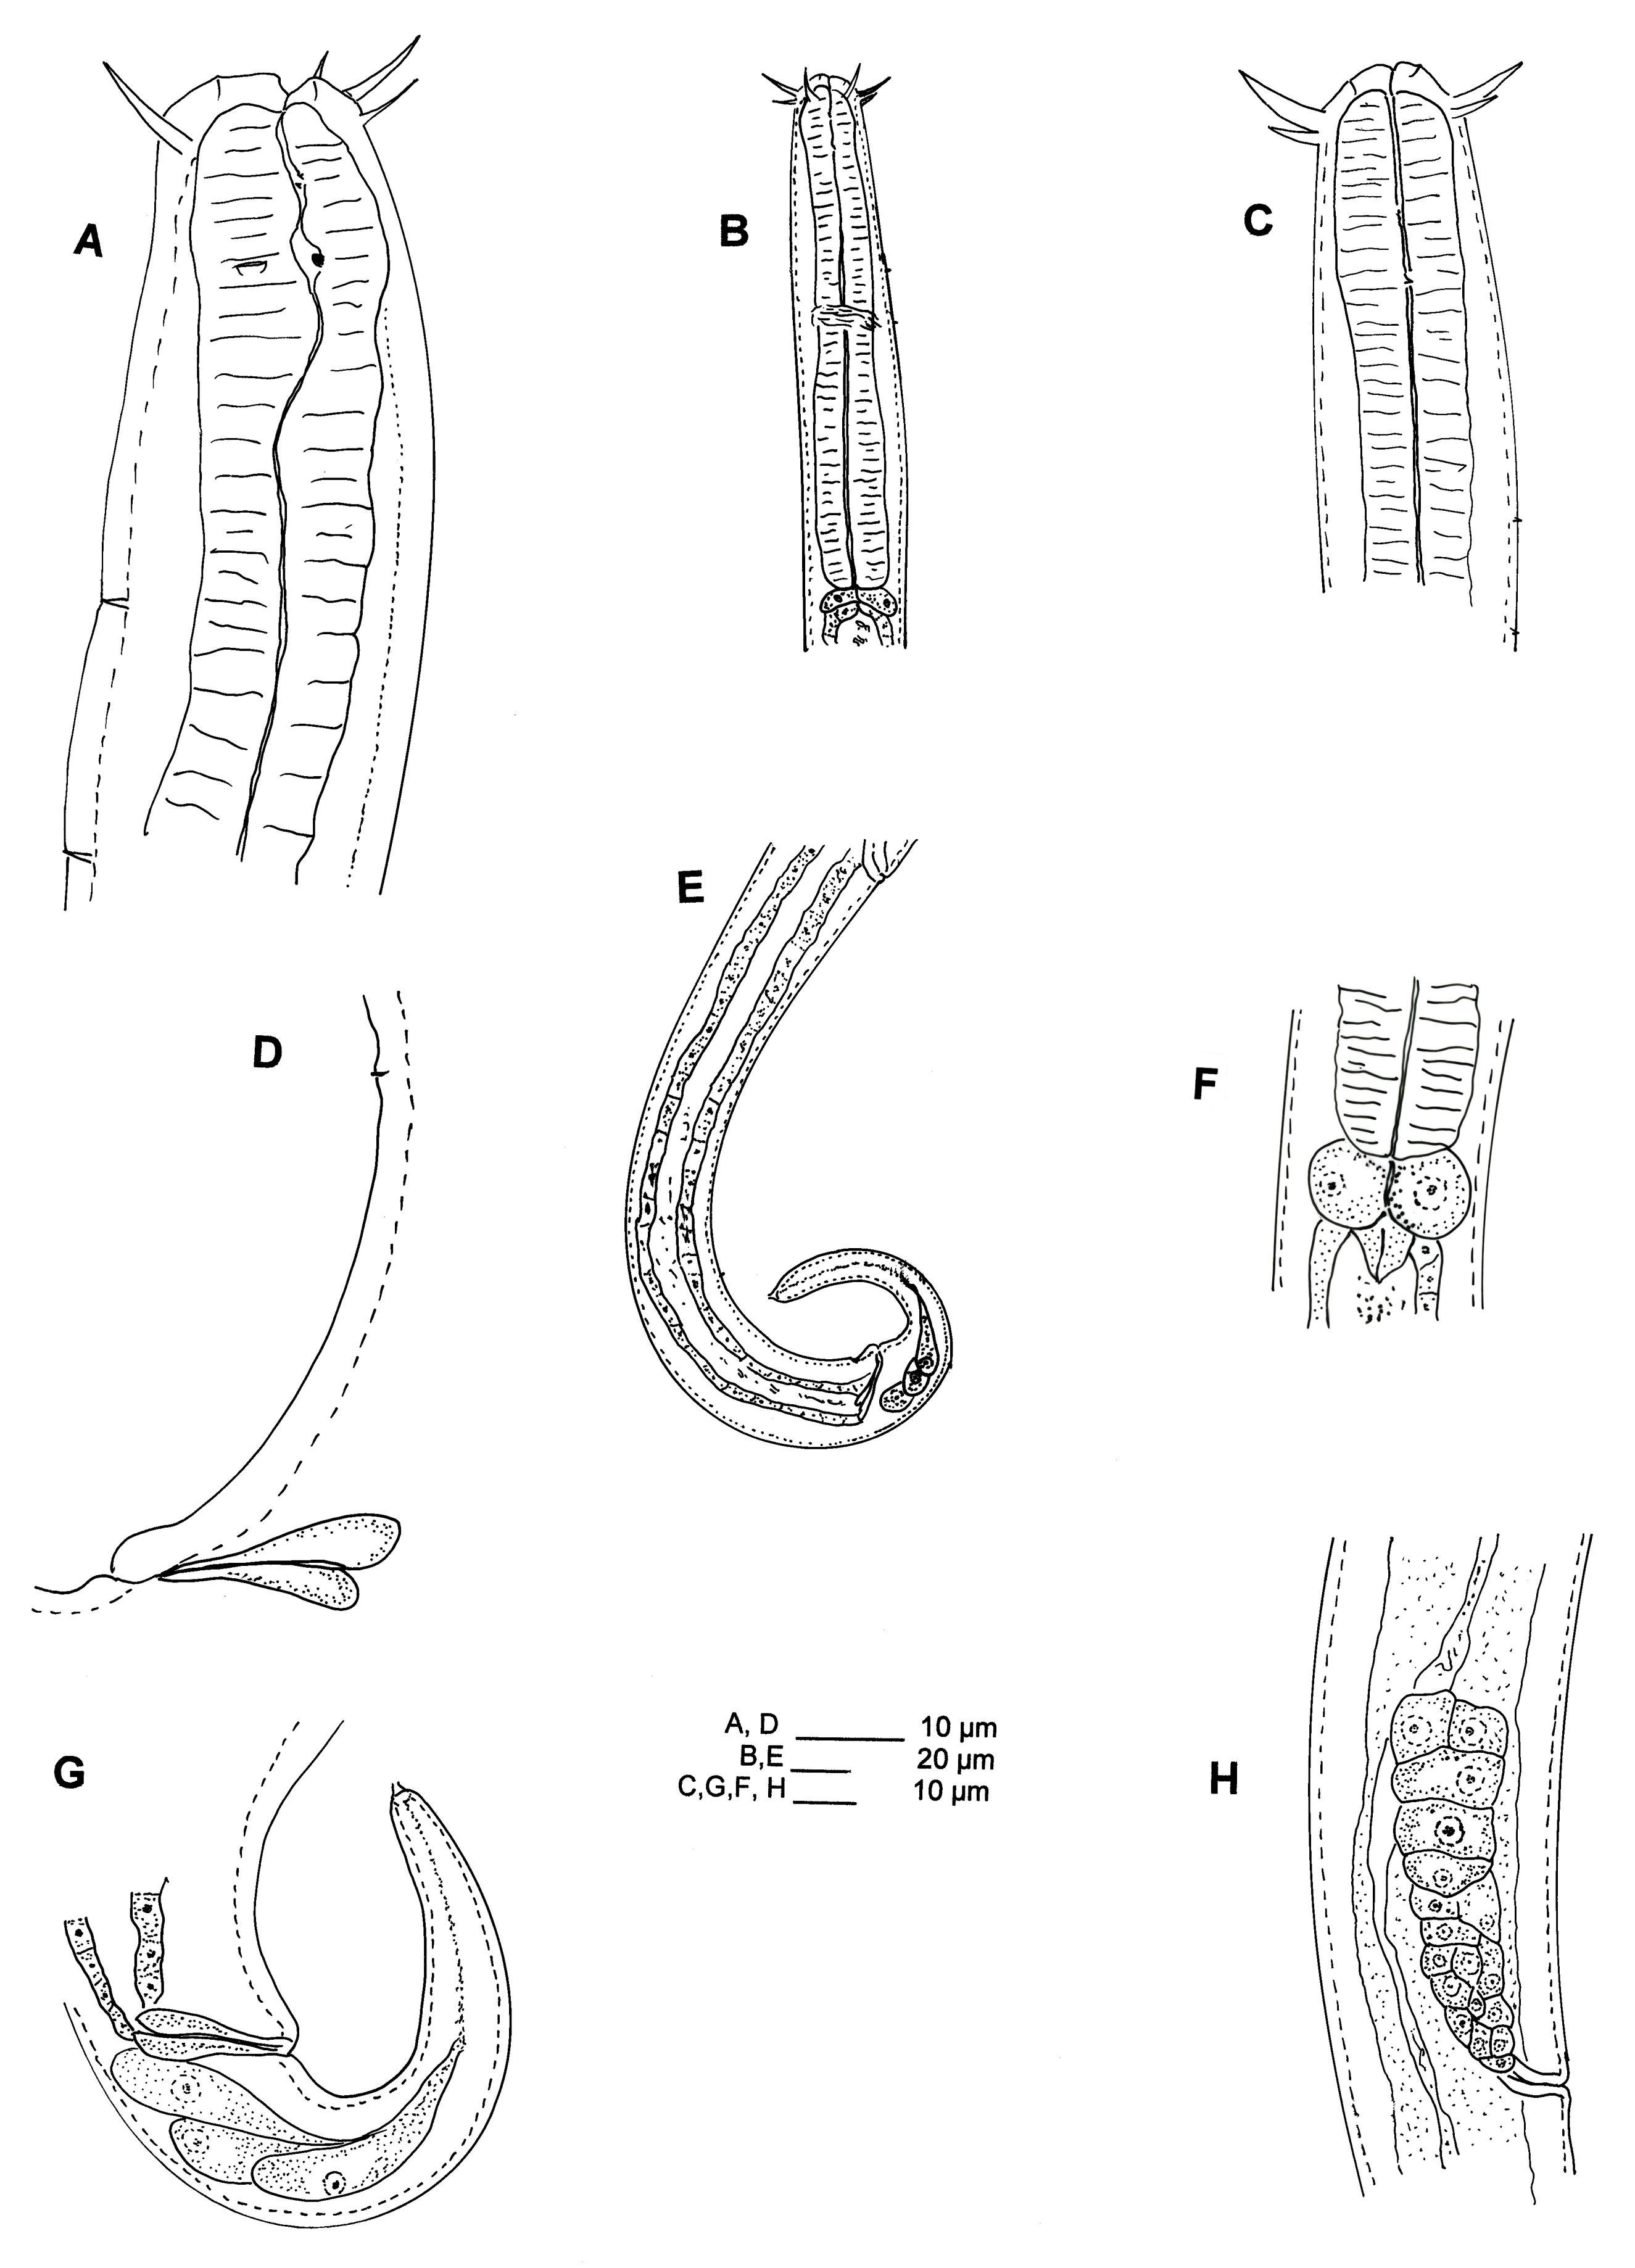 A
B
C
E
D
F
A, D 10 µm
B,E 20 µm
C,G,F, H 10 µm
G
H